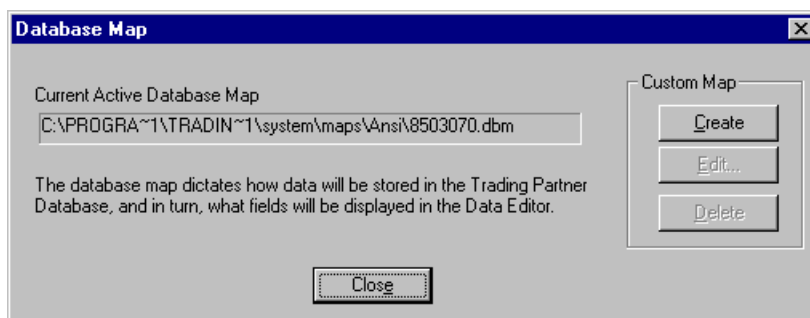 Database Map
Current Active Database Map
C:\PROGRA~1\TRADIN~1\system\maps\Ansi\8503070.dbm
The database map dictates how data will be stored in the Trading Partner
Database, and in turn, what fields will be displayed in the Data Editor.
Custom Map
Create
Edit...
Delete
Close